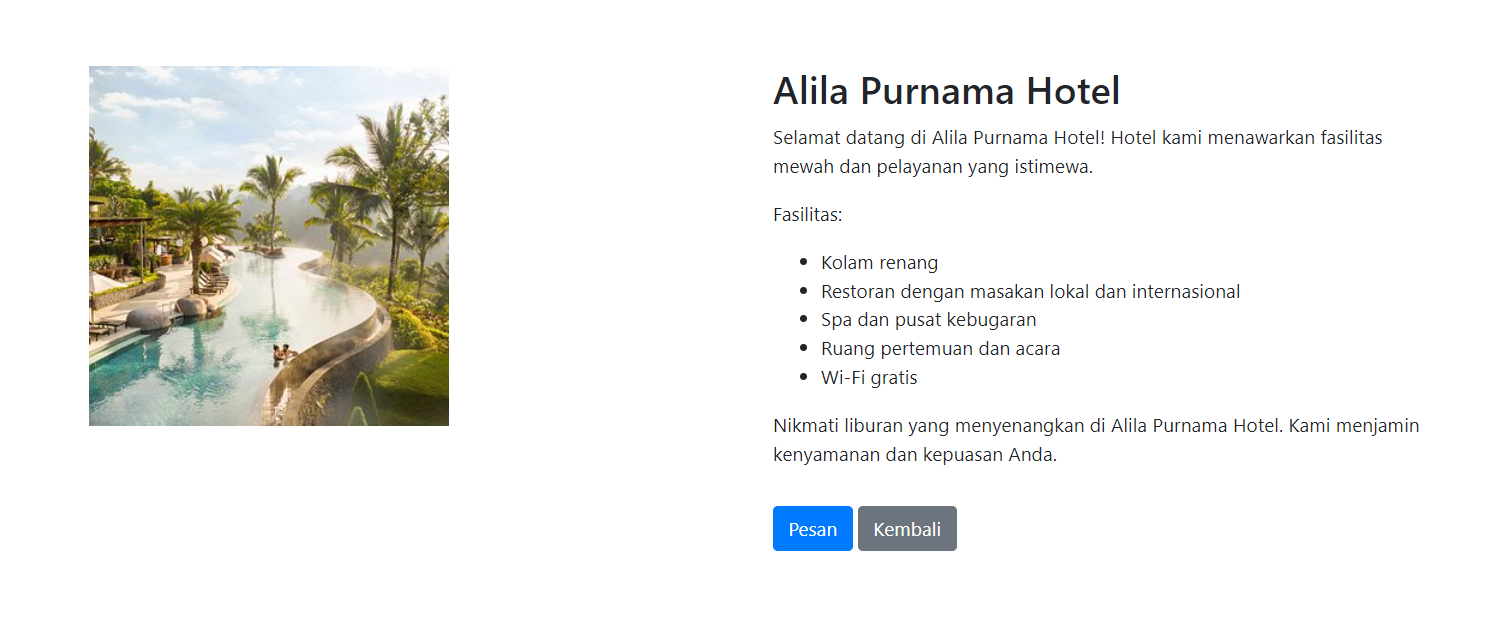 Alila Purnama Hotel
Selamat datang di Alila Purnama Hotel! Hotel kami menawarkan fasilitas
mewah dan pelayanan yang istimewa.
Fasilitas:
• Kolam renang
• Restoran dengan masakan lokal dan internasional
• Spa dan pusat kebugaran
• Ruang pertemuan dan acara
• Wi-Fi gratis
Nikmati liburan yang menyenangkan di Alila Purnama Hotel. Kami menjamin
kenyamanan dan kepuasan Anda.
Pesan Kembali